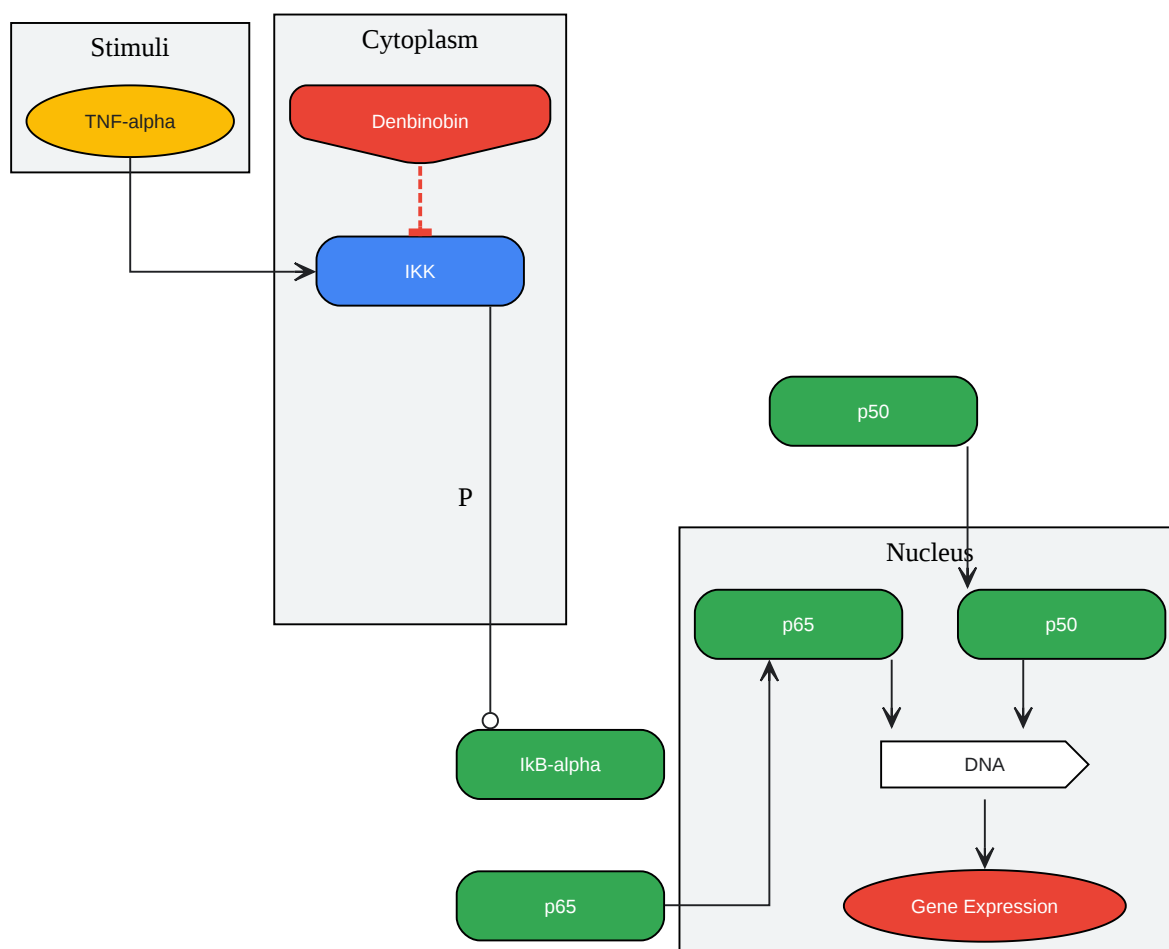 Stimuli
Cytoplasm
TNF-alpha
Denbinobin
IKK
p50
P
Nucleus
p65
p50
IkB-alpha
DNA
p65
Gene Expression